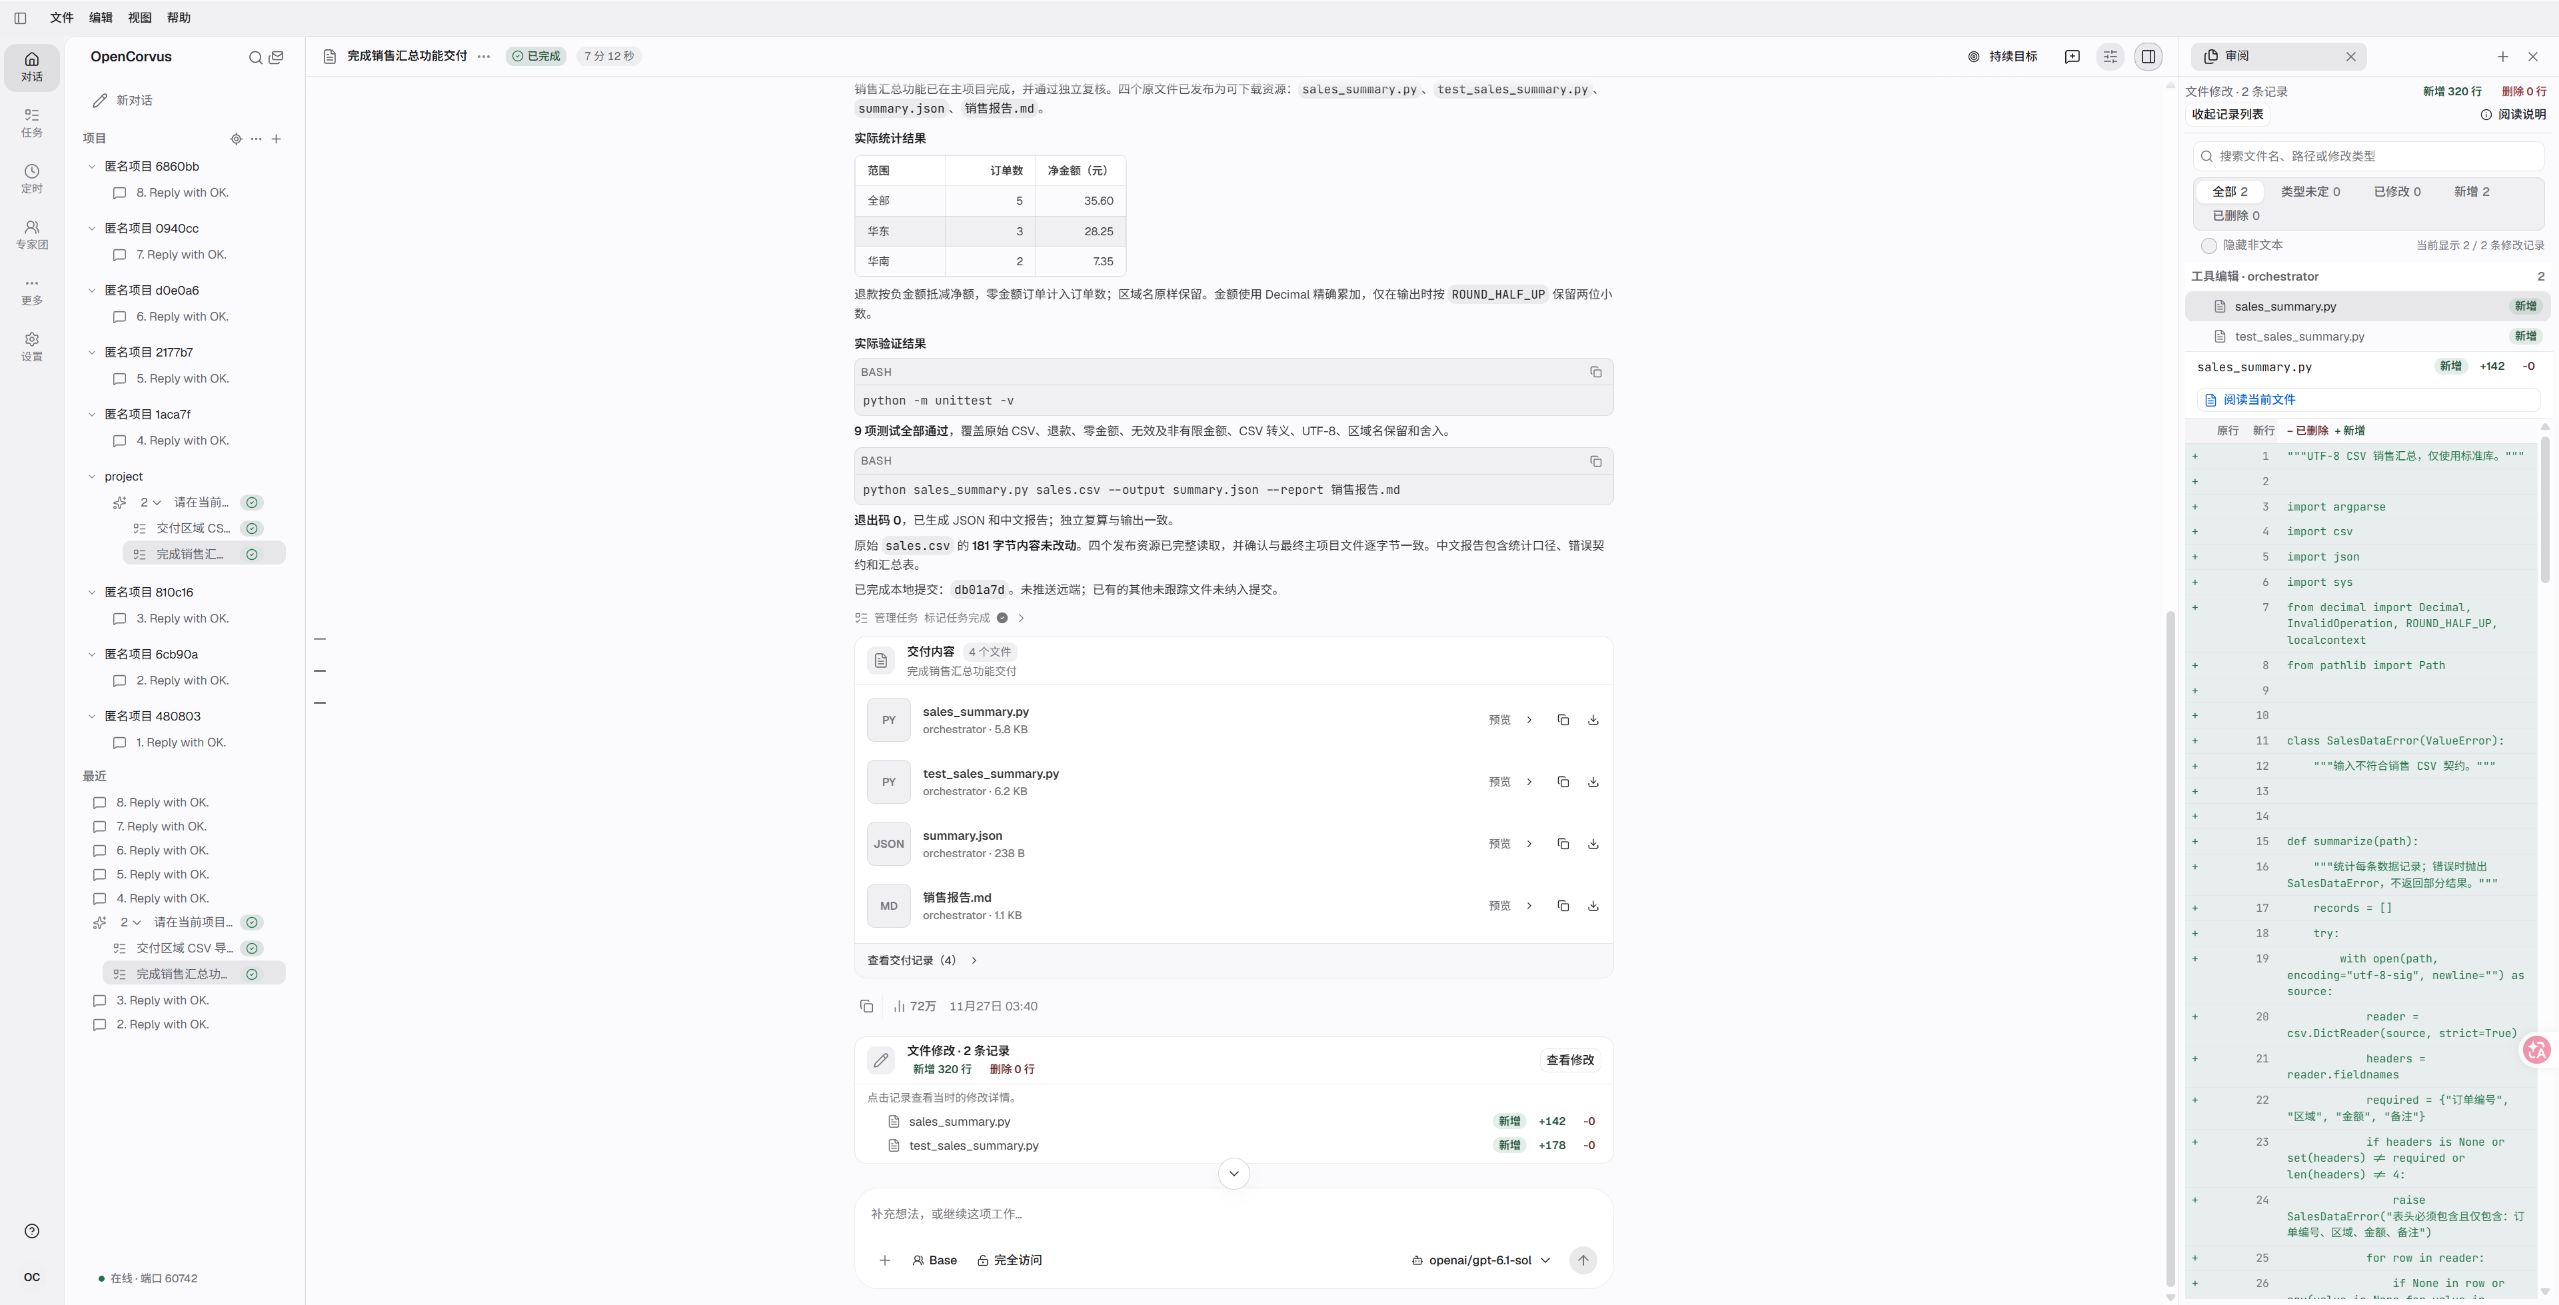 文件 编辑 视图 帮助
对话
任务
定时
专家团
更多
设置
OC
OpenCorvus
新对话
项目
匿名项目 6860bb
8. Reply with OK.
匿名项目 0940cc
7. Reply with OK.
匿名项目 d0e0a6
6. Reply with OK.
匿名项目 2177b7
5. Reply with OK.
匿名项目 1aca7f
4. Reply with OK.
project
2 请在当前...
交付区域 CS...
完成销售汇...
匿名项目 810c16
3. Reply with OK.
匿名项目 6cb90a
2. Reply with OK.
匿名项目 480803
1. Reply with OK.
最近
8. Reply with OK.
7. Reply with OK.
6. Reply with OK.
5. Reply with OK.
4. Reply with OK.
2 请在当前项目...
交付区域 CSV 导...
完成销售汇总功...
3. Reply with OK.
2. Reply with OK.
在线 · 端口 60742
完成销售汇总功能交付 ··· 已完成 7 分 12 秒
持续目标
销售汇总功能已在主项目完成，并通过独立复核。四个原文件已发布为可下载资源： sales_summary.py、 test_sales_summary.py、
summary.json、 销售报告.md。
实际统计结果
范围 订单数 净金额（元）
全部 5 35.60
华东 3 28.25
华南 2 7.35
退款按负金额抵减净额，零金额订单计入订单数；区域名原样保留。金额使用 Decimal 精确累加，仅在输出时按 ROUND_HALF_UP 保留两位小
数。
实际验证结果
BASH
python -m unittest -v
9 项测试全部通过，覆盖原始 CSV、退款、零金额、无效及非有限金额、CSV 转义、UTF-8、区域名保留和舍入。
BASH
python sales_summary.py sales.csv --output summary.json --report 销售报告.md
退出码 0，已生成 JSON 和中文报告；独立复算与输出一致。
原始 sales.csv 的 181 字节内容未改动。四个发布资源已完整读取，并确认与最终主项目文件逐字节一致。中文报告包含统计口径、错误契
约和汇总表。
已完成本地提交： db01a7d。未推送远端；已有的其他未跟踪文件未纳入提交。
管理任务 标记任务完成
交付内容 4 个文件
完成销售汇总功能交付
PY
sales_summary.py
orchestrator · 5.8 KB
预览
PY
test_sales_summary.py
orchestrator · 6.2 KB
预览
JSON
summary.json
orchestrator · 238 B
预览
MD
销售报告.md
orchestrator · 1.1 KB
预览
查看交付记录（4）
72万 11月27日 03:40
文件修改 · 2 条记录
新增 320 行 删除 0 行
查看修改
点击记录查看当时的修改详情。
sales_summary.py 新增 +142 -0
test_sales_summary.py 新增 +178 -0
补充想法，或继续这项工作...
Base 完全访问 openai/gpt-6.1-sol
审阅
文件修改 · 2 条记录 新增 320 行 删除 0 行
收起记录列表 阅读说明
搜索文件名、路径或修改类型
全部 2 类型未定 0 已修改 0 新增 2
已删除 0
隐藏非文本 当前显示 2 / 2 条修改记录
工具编辑 · orchestrator 2
sales_summary.py 新增
test_sales_summary.py 新增
sales_summary.py 新增 +142 -0
阅读当前文件
原行 新行 − 已删除 + 新增
+ 1 """UTF-8 CSV 销售汇总，仅使用标准库。"""
+ 2
+ 3 import argparse
+ 4 import csv
+ 5 import json
+ 6 import sys
+ 7 from decimal import Decimal,
InvalidOperation, ROUND_HALF_UP,
localcontext
+ 8 from pathlib import Path
+ 9
+ 10
+ 11 class SalesDataError(ValueError):
+ 12 """输入不符合销售 CSV 契约。"""
+ 13
+ 14
+ 15 def summarize(path):
+ 16 """统计每条数据记录；错误时抛出
SalesDataError，不返回部分结果。"""
+ 17 records = []
+ 18 try:
+ 19 with open(path,
encoding="utf-8-sig", newline="") as
source:
+ 20 reader =
csv.DictReader(source, strict=True)
+ 21 headers =
reader.fieldnames
+ 22 required = {"订单编号",
"区域", "金额", "备注"}
+ 23 if headers is None or
set(headers) ≠ required or
len(headers) ≠ 4:
+ 24 raise
SalesDataError("表头必须包含且仅包含：订
单编号、区域、金额、备注")
+ 25 for row in reader:
+ 26 if None in row or